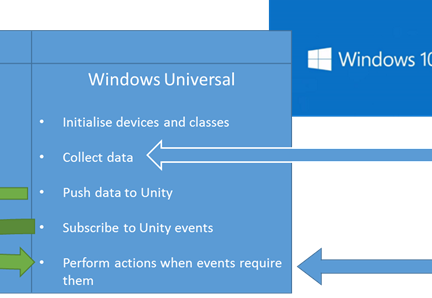 Windows 10
Windows Universal
• Initialise devices and classes
• Collect data
• Push data to Unity
• Subscribe to Unity events
• Perform actions when events require
them